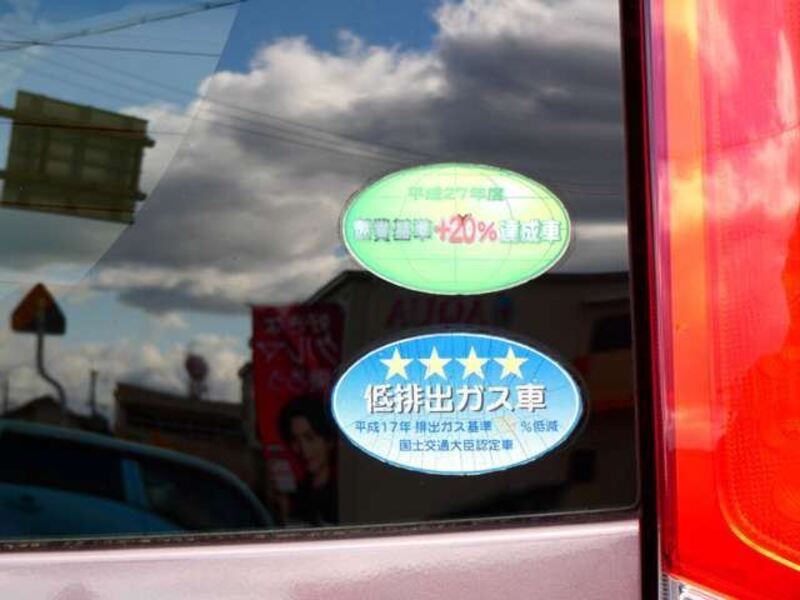 平成27年度
燃費基準+20%達成車
低排出ガス車
平成17年 排出ガス基準 %低減
国土交通大臣認定車
AQUA